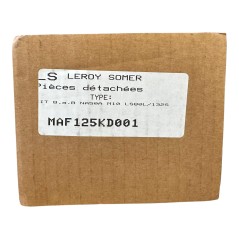 LS LEROY SOMER
Pièces détachées
TYPE:
MAF125KD001